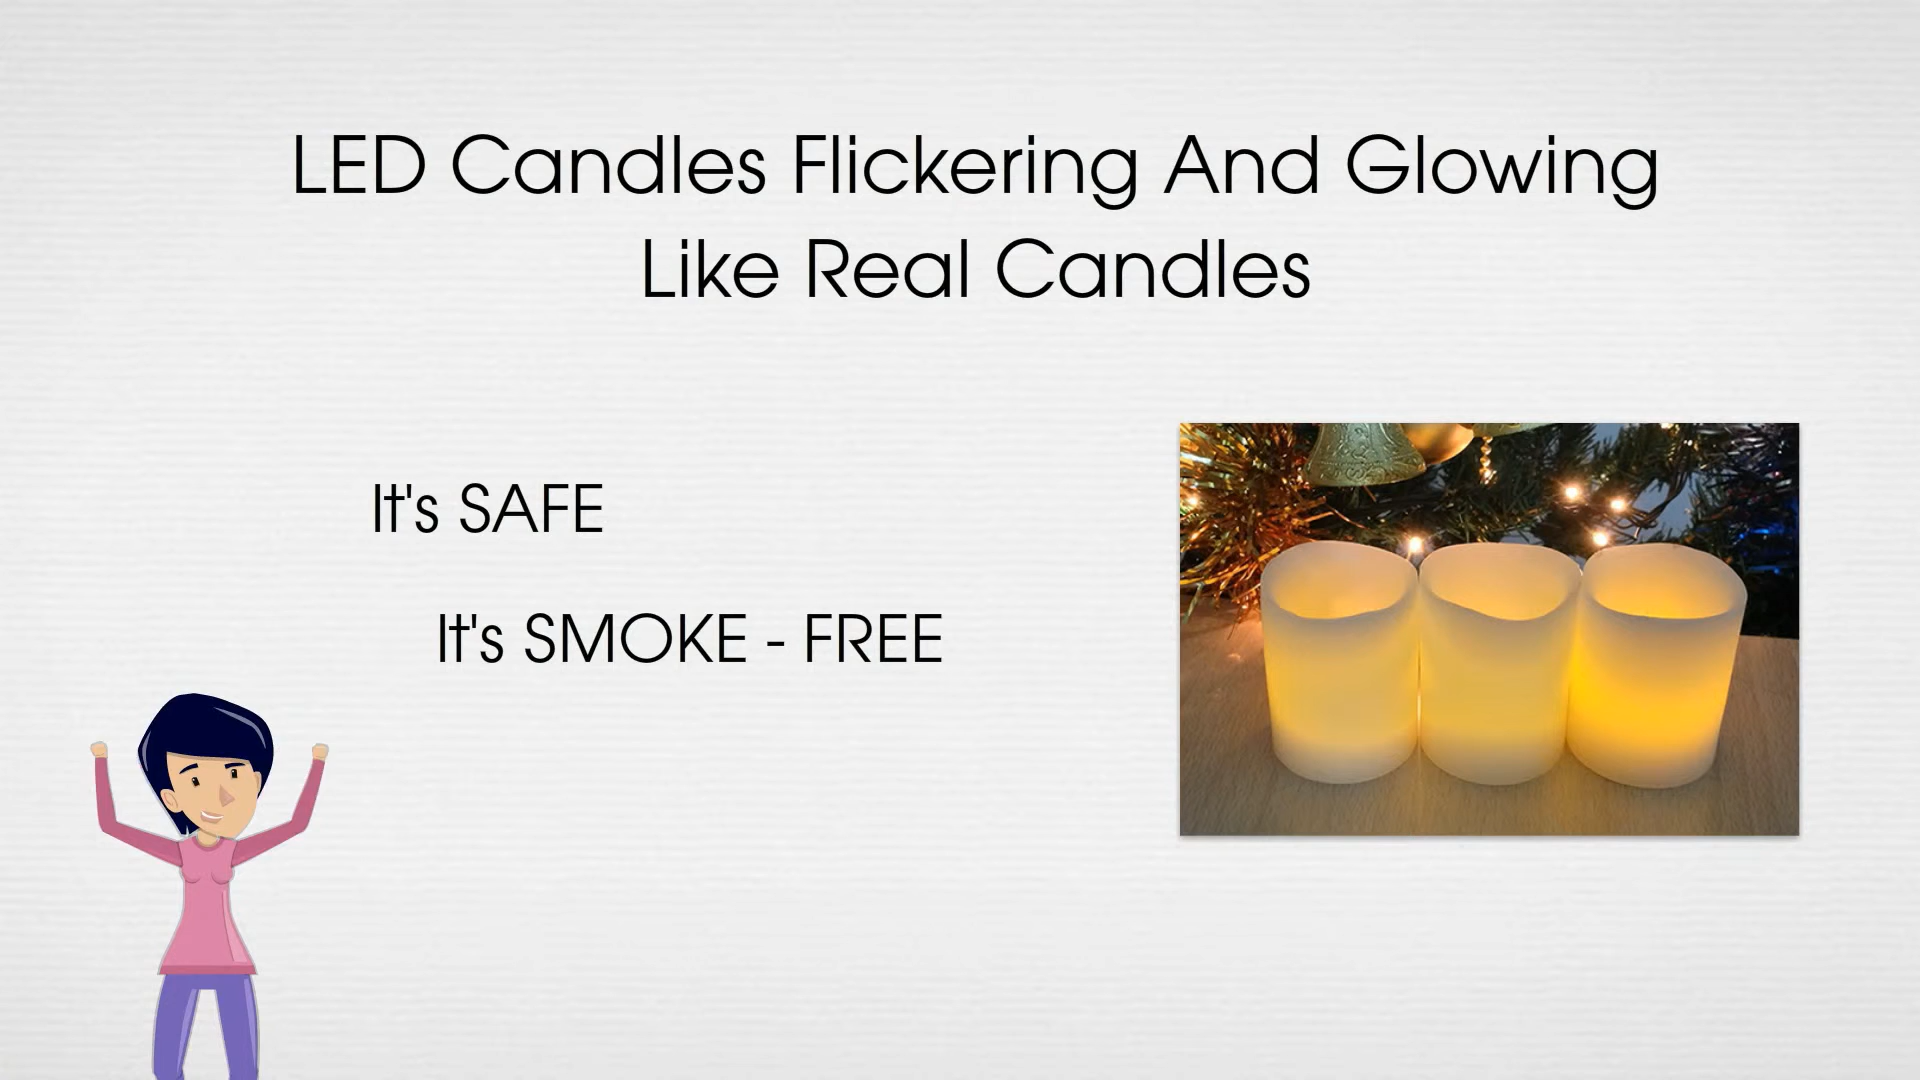 LED Candles Flickering And Glowing
Like Real Candles
It's SAFE
It's SMOKE - FREE